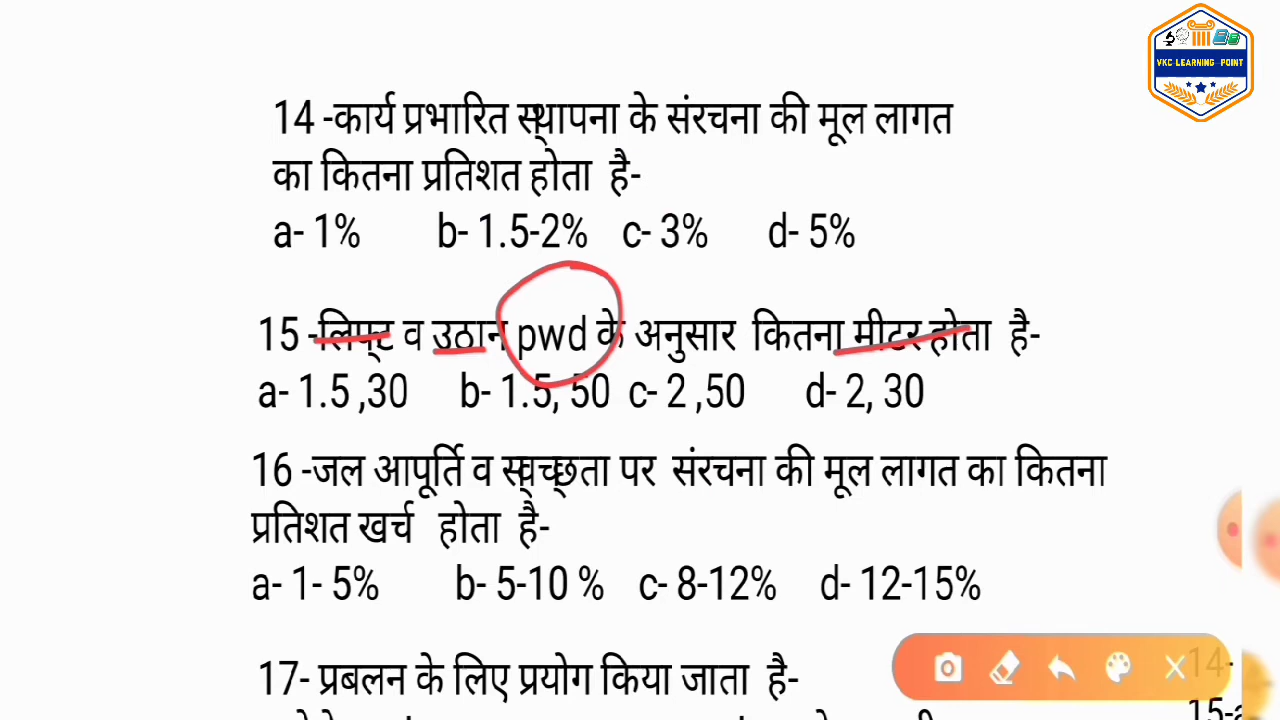 VKC LEARNING POINT
14 -कार्य प्रभारित स्थापना के संरचना की मूल लागत
का कितना प्रतिशत होता है-
a- 1% b- 1.5-2% c- 3% d- 5%
15 -लिफ्ट व उठान pwd के अनुसार कितना मीटर होता है-
a- 1.5 ,30 b- 1.5, 50 c- 2 ,50 d- 2, 30
16 -जल आपूर्ति व स्वच्छता पर संरचना की मूल लागत का कितना
प्रतिशत खर्च होता है-
a- 1- 5% b- 5-10 % c- 8-12% d- 12-15%
17- प्रबलन के लिए प्रयोग किया जाता है-
14-
15-a